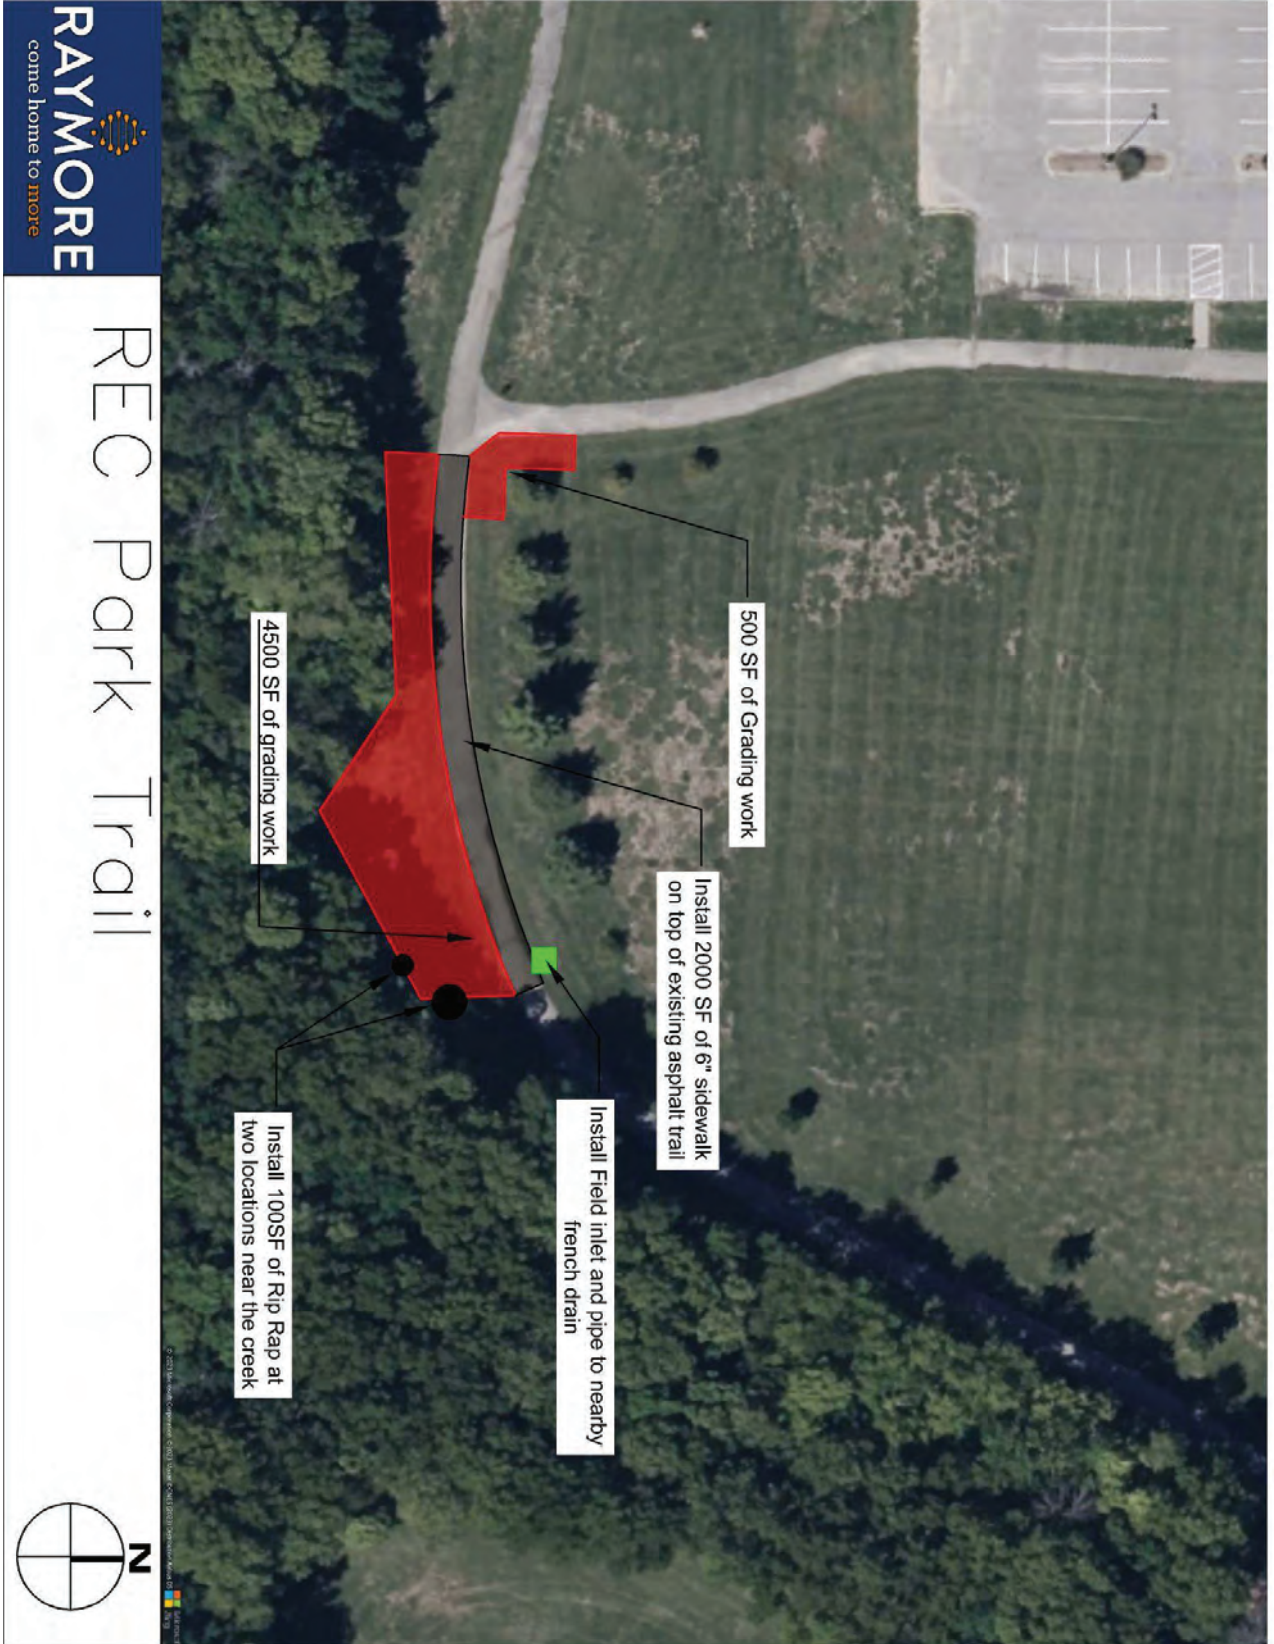 500 SF of Grading work
Install 2000 SF of 6" sidewalk
on top of existing asphalt trail
Install Field inlet and pipe to nearby
french drain
4500 SF of grading work
Install 100SF of Rip Rap at
two locations near the creek
RAYMORE
come home to more
REC Park Trail
N